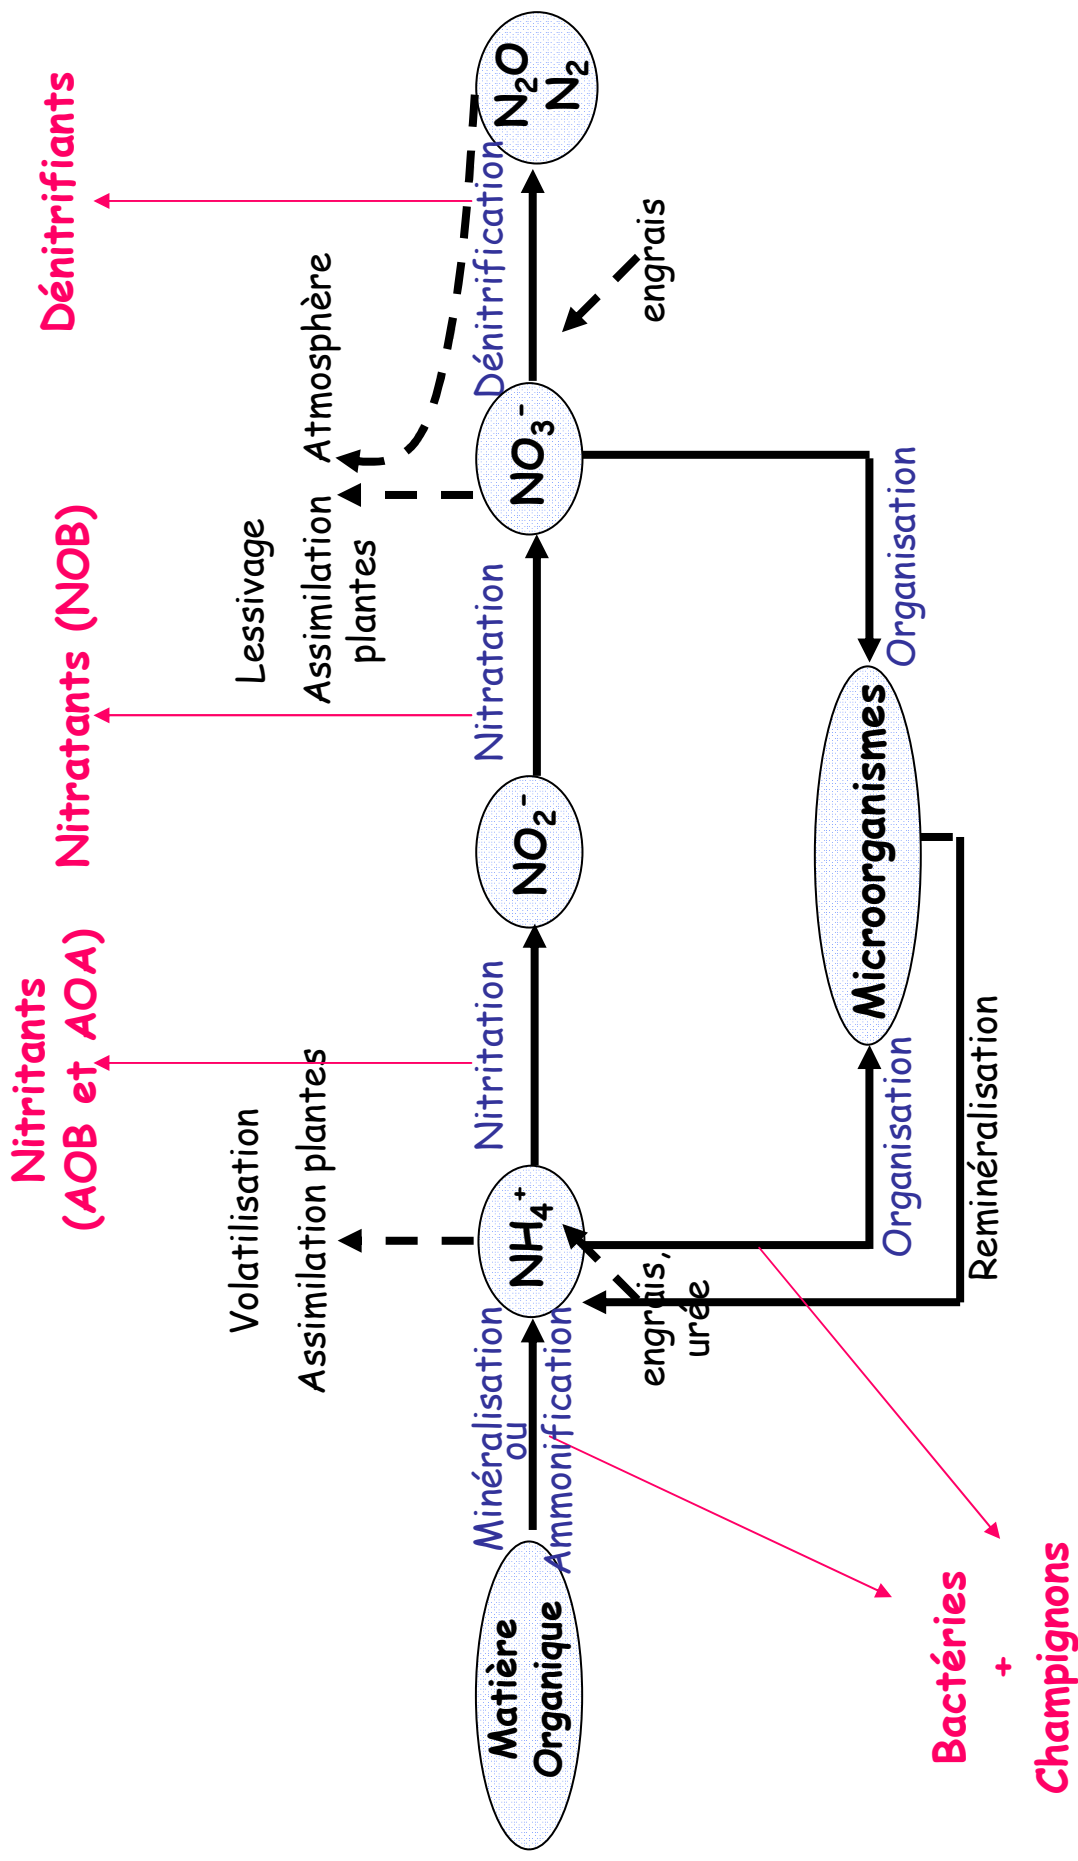 Nitritants
(AOB et AOA)
Nitratants (NOB)
Dénitrifiants
Volatilisation
Assimilation plantes
Lessivage
Assimilation
plantes
Atmosphère
Matière
Organique
Minéralisation
ou
Ammonification
NH4+
Nitritation
NO2-
Nitratation
NO3-
Dénitrification
N2O
N2
engrais,
urée
engrais
Organisation
Microorganismes
Organisation
Reminéralisation
Bactéries
+
Champignons